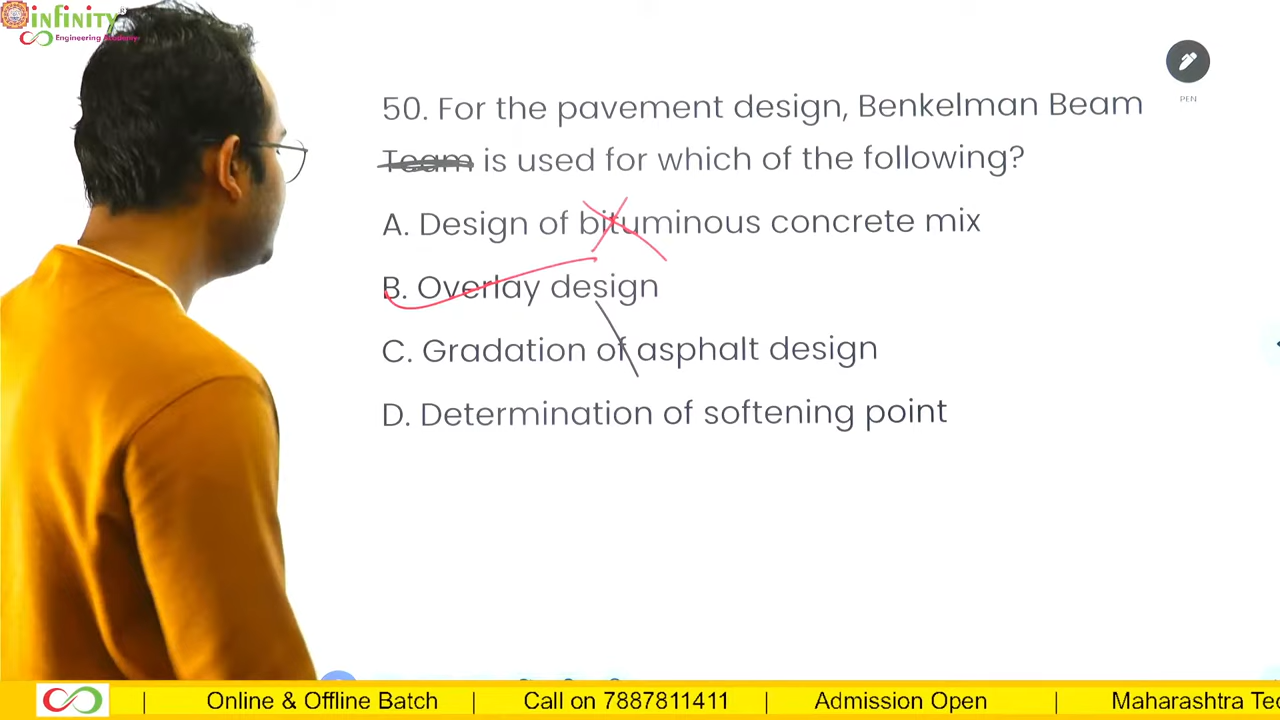 infinity
Engineering Academy
PEN
50. For the pavement design, Benkelman Beam
Team is used for which of the following?
A. Design of bituminous concrete mix
B. Overlay design
C. Gradation of asphalt design
D. Determination of softening point
| Online & Offline Batch | Call on 7887811411 | Admission Open | Maharashtra Tec